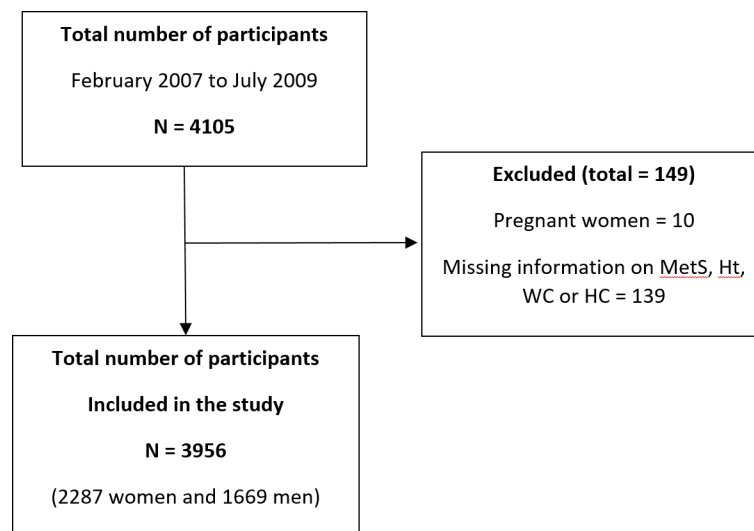 Total number of participants
February 2007 to July 2009
N = 4105
Excluded (total = 149)
Pregnant women = 10
Missing information on MetS, Ht,
WC or HC = 139
Total number of participants
Included in the study
N = 3956
(2287 women and 1669 men)